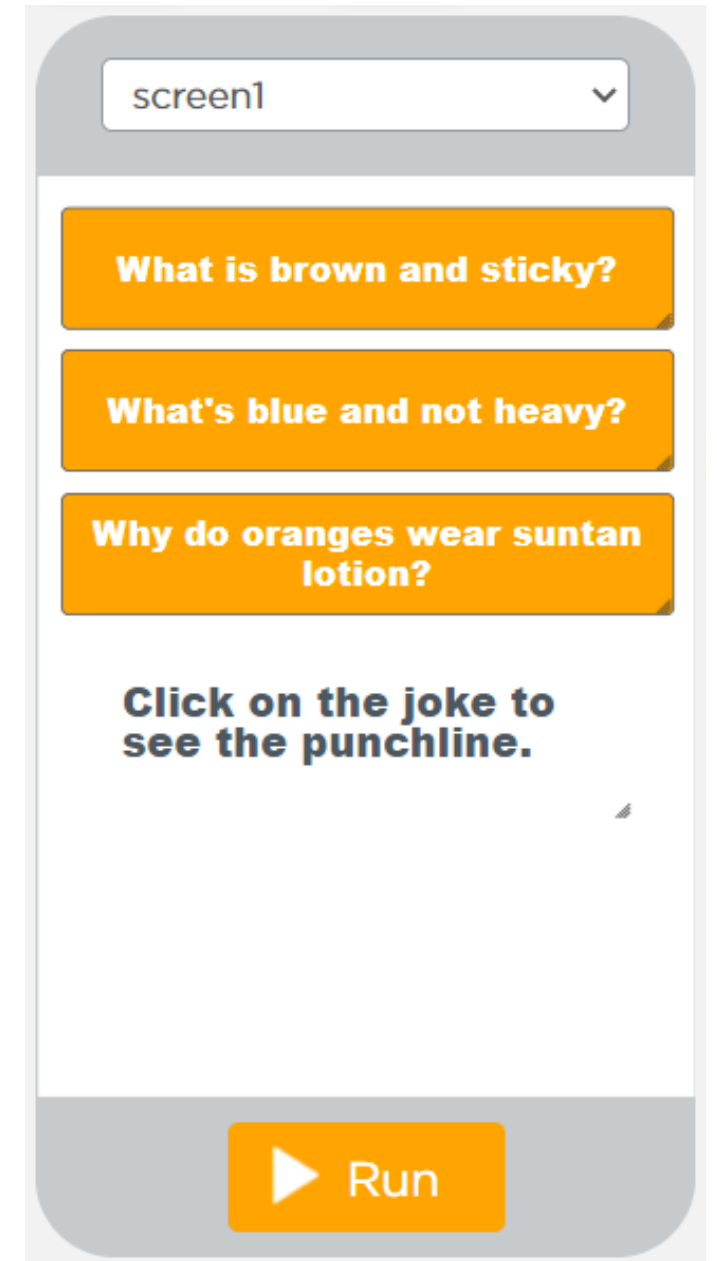 screen1
What is brown and sticky?
What's blue and not heavy?
Why do oranges wear suntan
lotion?
Click on the joke to
see the punchline.
Run